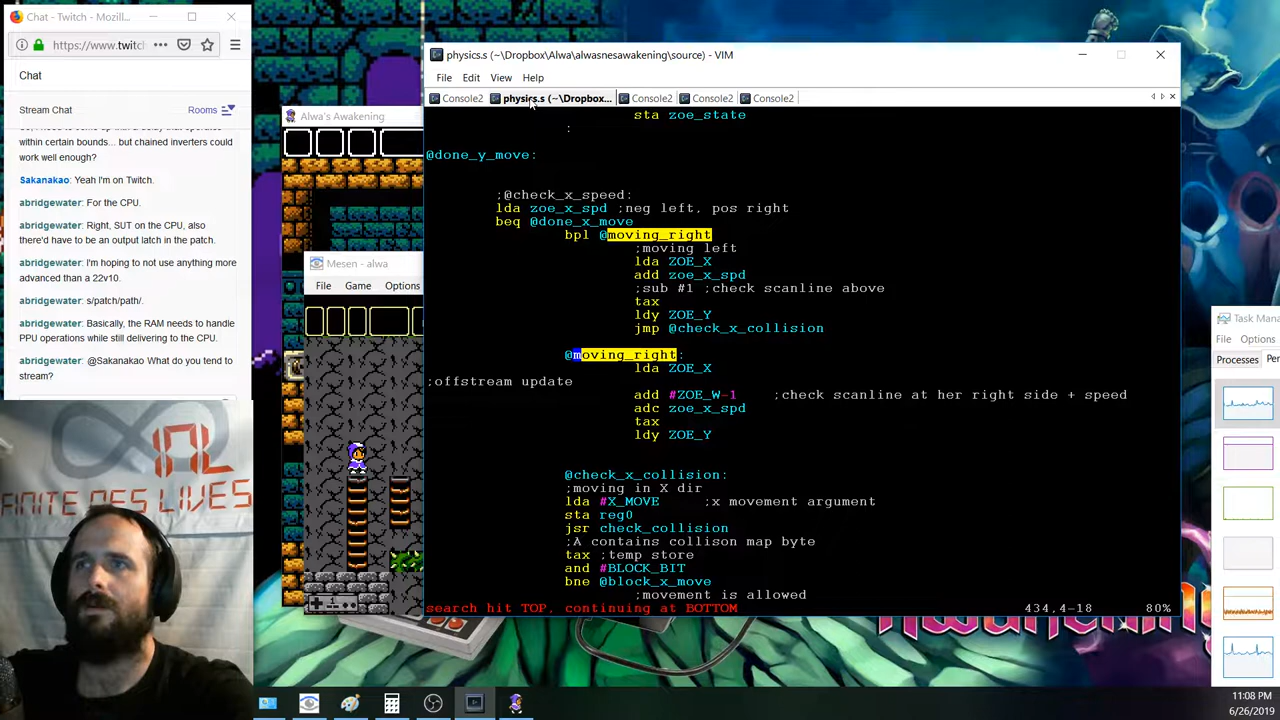 Chat - Twitch - Mozill...
https://www.twitc
Chat
Stream Chat
Rooms
within certain bounds... but chained inverters could
work well enough?
Sakanakao: Yeah I'm on Twitch.
abridgewater: For the CPU.
abridgewater: Right, SUT on the CPU, also
there'd have to be an output latch in the patch.
abridgewater: I'm hoping to not use anything more
advanced than a 22v10.
abridgewater: s/patch/path/.
abridgewater: Basically, the RAM needs to handle
PPU operations while still delivering to the CPU.
abridgewater: @Sakanakao What do you tend to
stream?
NL
FINITE DES LIVES
Alwa's Awakening
Mesen - alwa
File Game Options
physics.s (~\Dropbox\Alwa\alwasnesawakening\source) - VIM
File Edit View Help
Console2 physics.s (~\Dropbox... Console2 Console2 Console2
sta zoe_state
:
@done_y_move:
;@check_x_speed:
lda zoe_x_spd ;neg left, pos right
beq @done_x_move
bpl @moving_right
;moving left
lda ZOE_X
add zoe_x_spd
;sub #1 ;check scanline above
tax
ldy ZOE_Y
jmp @check_x_collision
@moving_right:
lda ZOE_X
;offstream update
add #ZOE_W-1 ;check scanline at her right side + speed
adc zoe_x_spd
tax
ldy ZOE_Y
@check_x_collision:
;moving in X dir
lda #X_MOVE ;x movement argument
sta reg0
jsr check_collision
;A contains collison map byte
tax ;temp store
and #BLOCK_BIT
bne @block_x_move
;movement is allowed
search hit TOP, continuing at BOTTOM
434,4-18 80%
Task Man
File Options
Processes Per
11:08 PM
6/26/2019